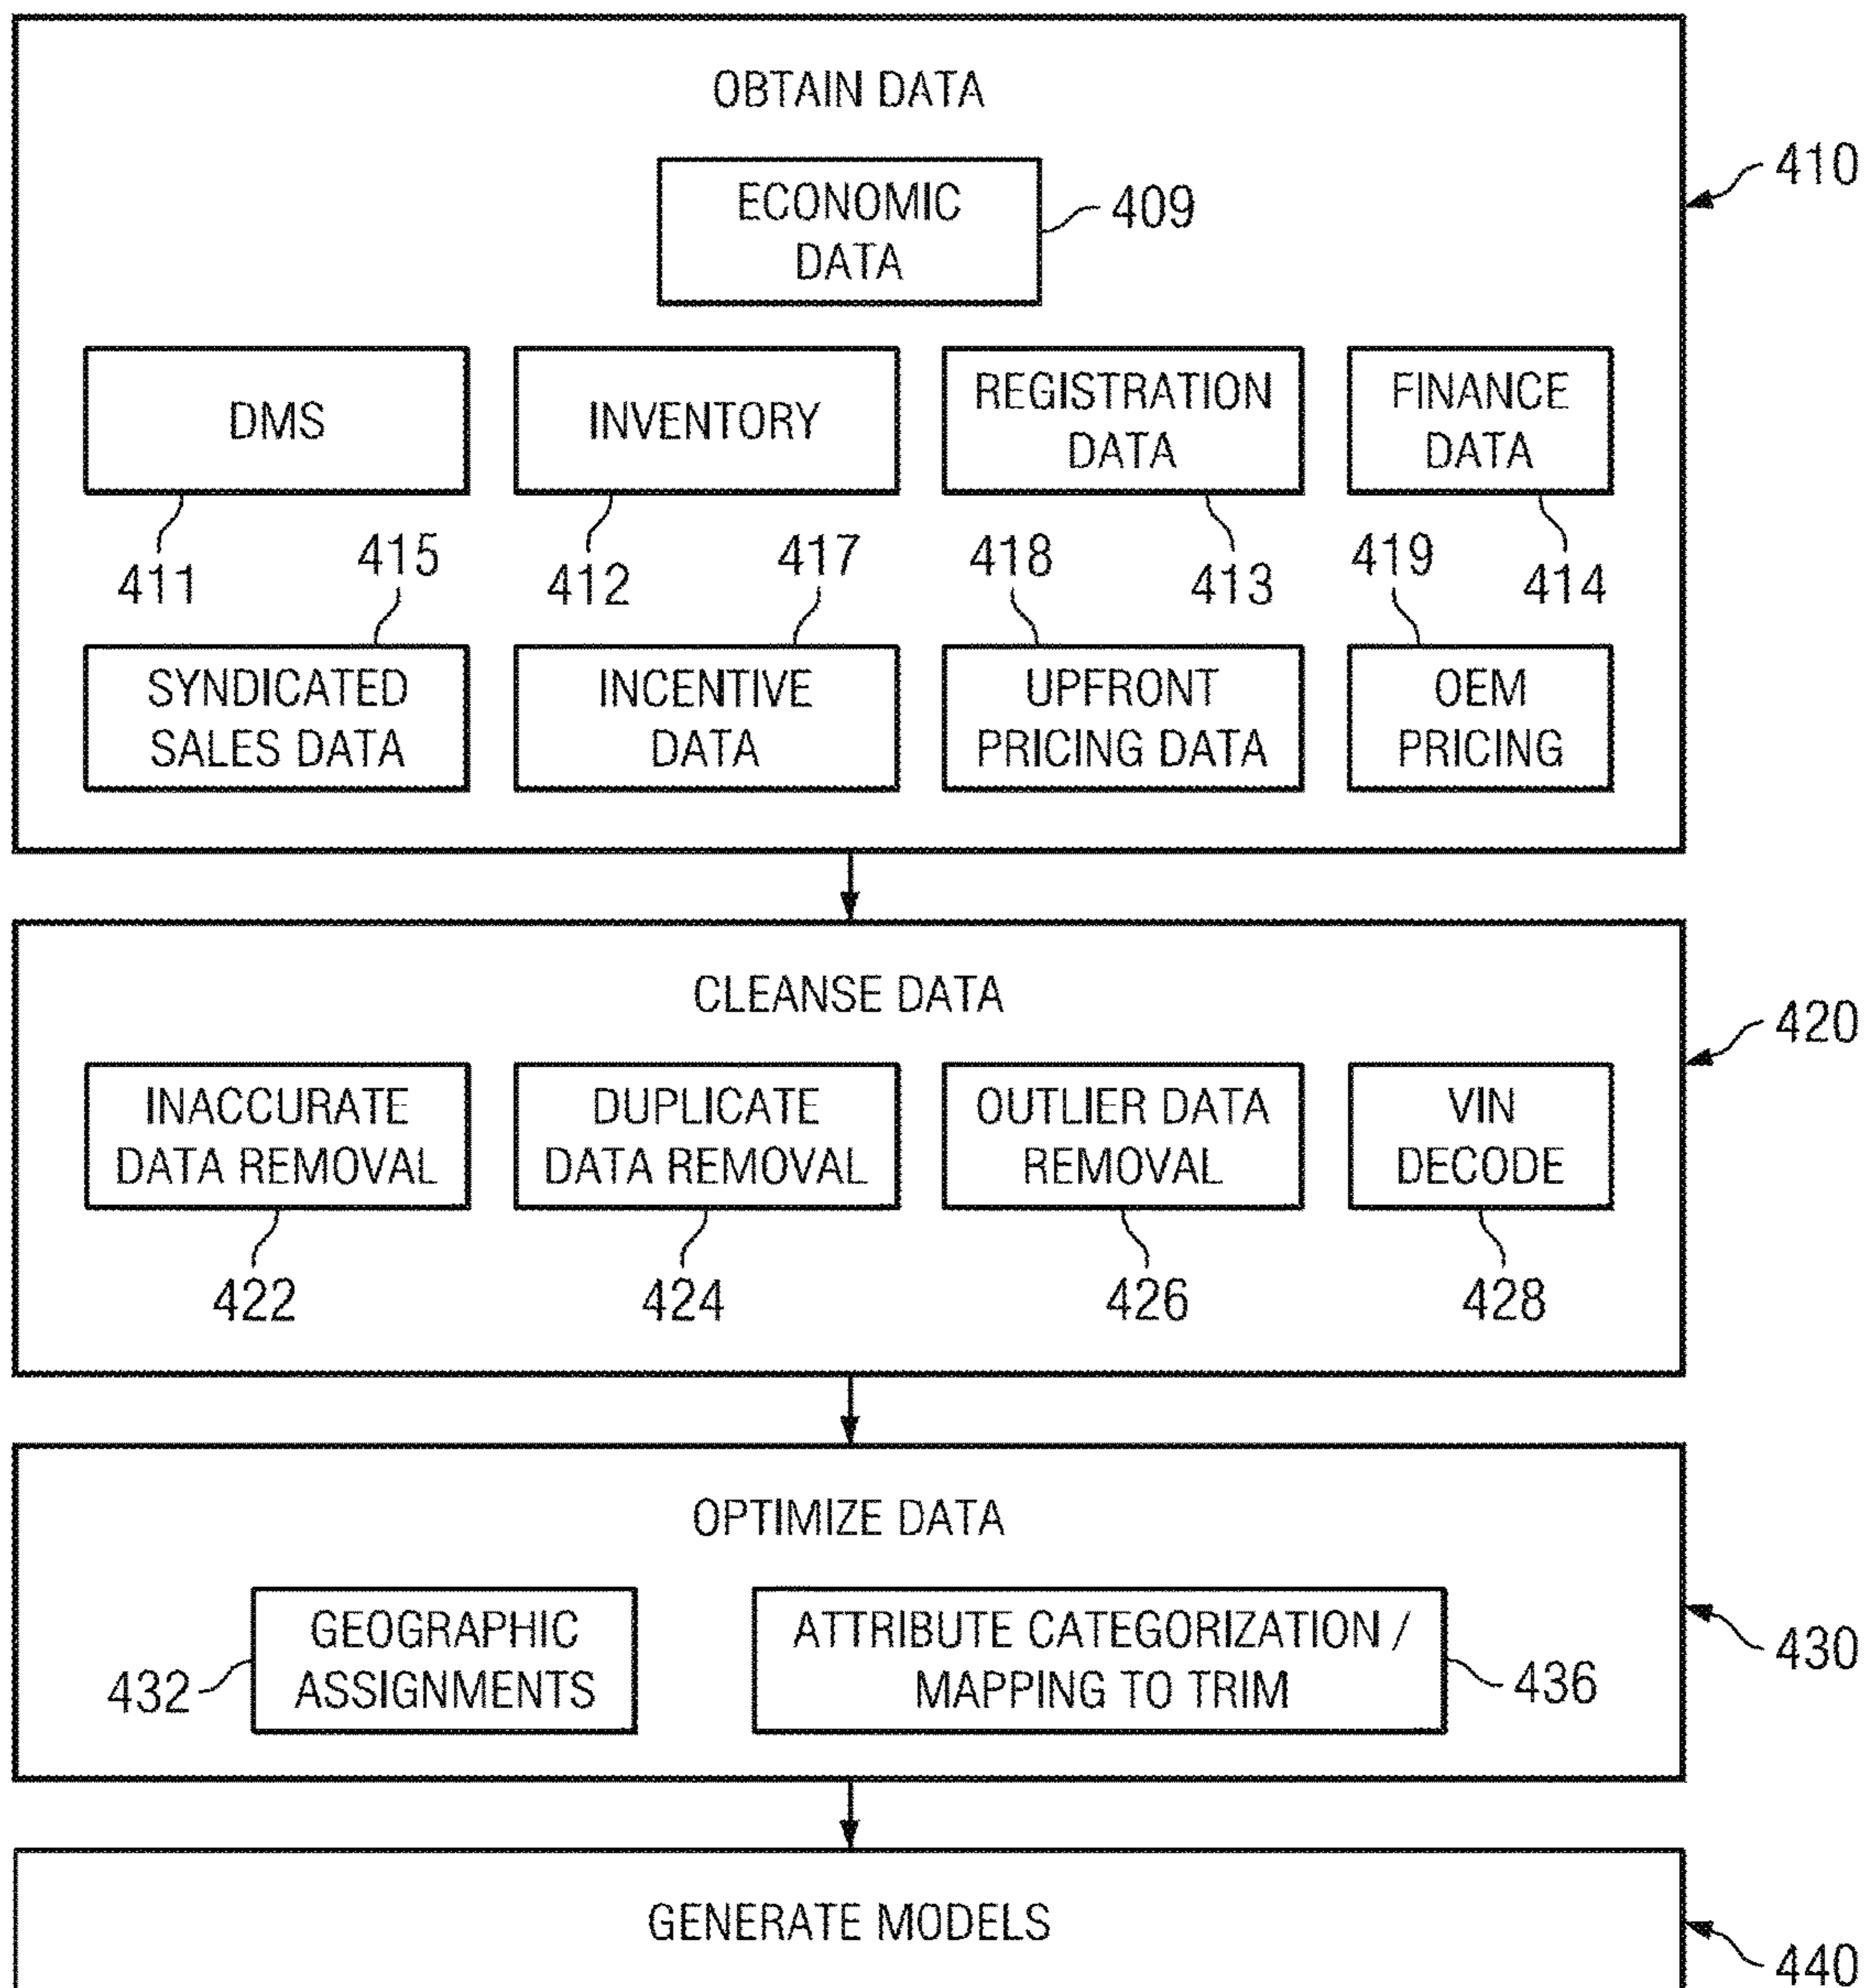 OBTAIN DATA
410
ECONOMIC
DATA
409
DMS
INVENTORY
REGISTRATION
DATA
FINANCE
DATA
411
415
412
417
418
413
419
414
SYNDICATED
SALES DATA
INCENTIVE
DATA
UPFRONT
PRICING DATA
OEM
PRICING
CLEANSE DATA
420
INACCURATE
DATA REMOVAL
DUPLICATE
DATA REMOVAL
OUTLIER DATA
REMOVAL
VIN
DECODE
422
424
426
428
OPTIMIZE DATA
430
432
GEOGRAPHIC
ASSIGNMENTS
ATTRIBUTE CATEGORIZATION /
MAPPING TO TRIM
436
GENERATE MODELS
440